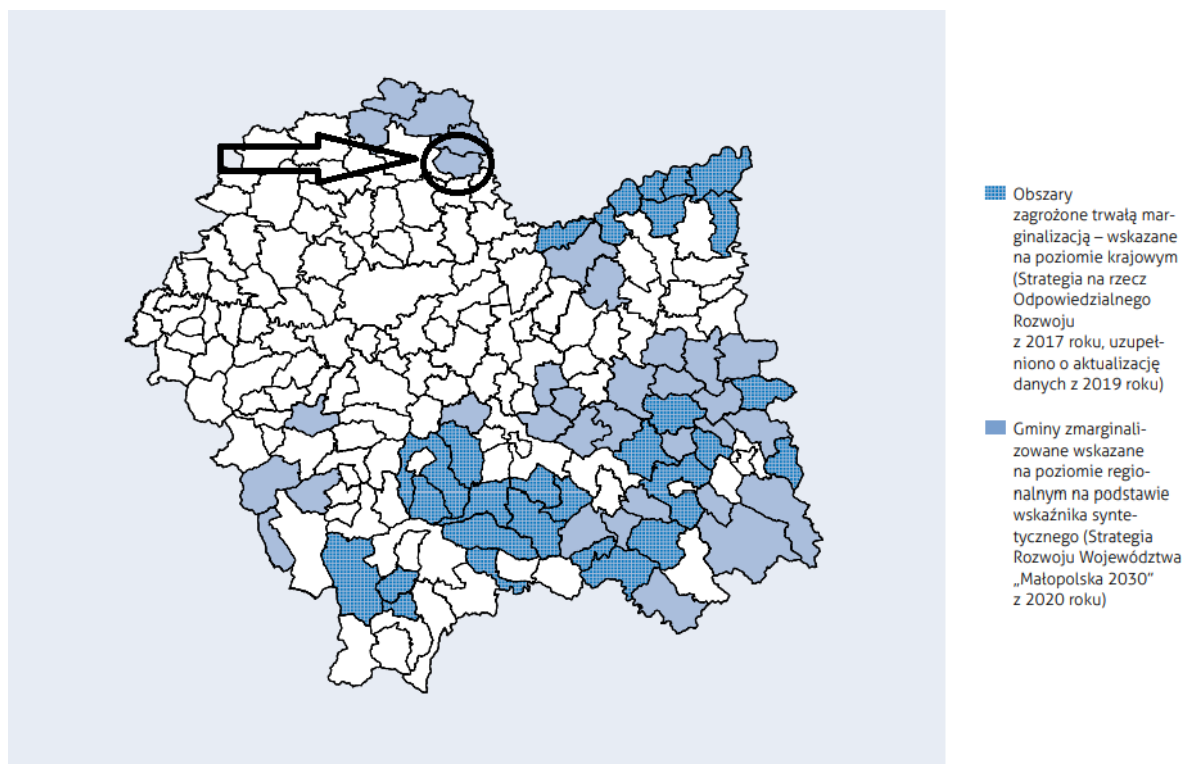 Obszary
zagrożone trwałą mar-
ginalizacją – wskazane
na poziomie krajowym
(Strategia na rzecz
Odpowiedzialnego
Rozwoju
z 2017 roku, uzupeł-
niono o aktualizację
danych z 2019 roku)
Gminy zmarginali-
zowane wskazane
na poziomie regio-
nalnym na podstawie
wskaźnika synte-
tycznego (Strategia
Rozwoju Województwa
„Małopolska 2030”
z 2020 roku)